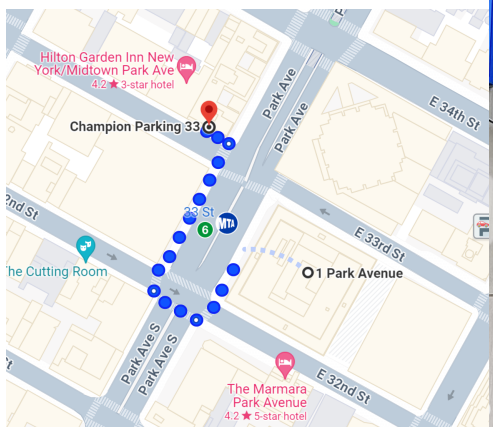 Hilton Garden Inn New
York/Midtown Park Ave
4.2 ★ 3-star hotel
Park Ave
Park Ave
E 34th St
Champion Parking 33
2nd St
33 St
6
MTA
E 33rd St
The Cutting Room
1 Park Avenue
Park Ave S
Park Ave S
E 32nd St
The Marmara
Park Avenue
4.2 ★ 5-star hotel